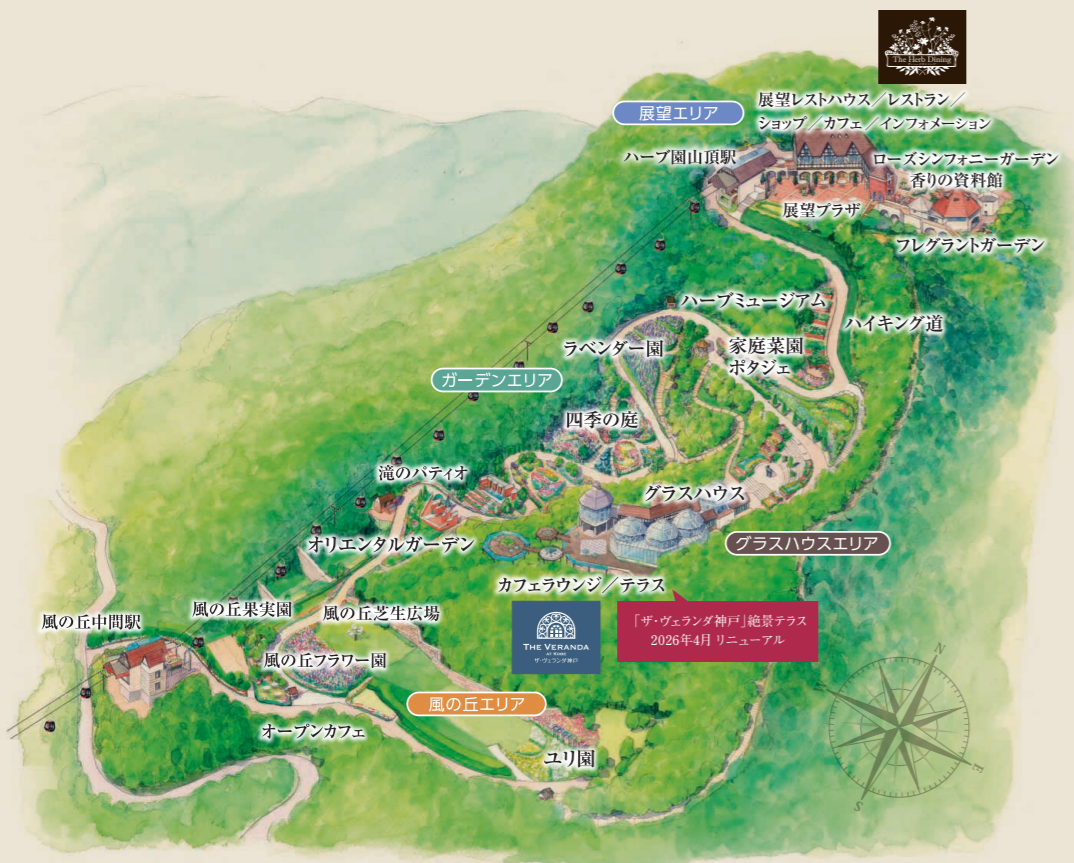 The Herb Dining
展望エリア
展望レストハウス／レストラン／
ショップ／カフェ／インフォメーション
ハーブ園山頂駅
ローズシンフォニーガーデン
香りの資料館
展望プラザ
フレグラントガーデン
ハーブミュージアム
ハイキング道
ラベンダー園
家庭菜園
ポタジェ
ガーデンエリア
四季の庭
滝のパティオ
グラスハウス
オリエンタルガーデン
グラスハウスエリア
カフェラウンジ／テラス
THE VERANDA
AT KOBE
ザ・ヴェランダ神戸
「ザ・ヴェランダ神戸」絶景テラス
2026年4月 リニューアル
風の丘中間駅
風の丘果実園
風の丘芝生広場
風の丘フラワー園
風の丘エリア
オープンカフェ
ユリ園
N
E
S